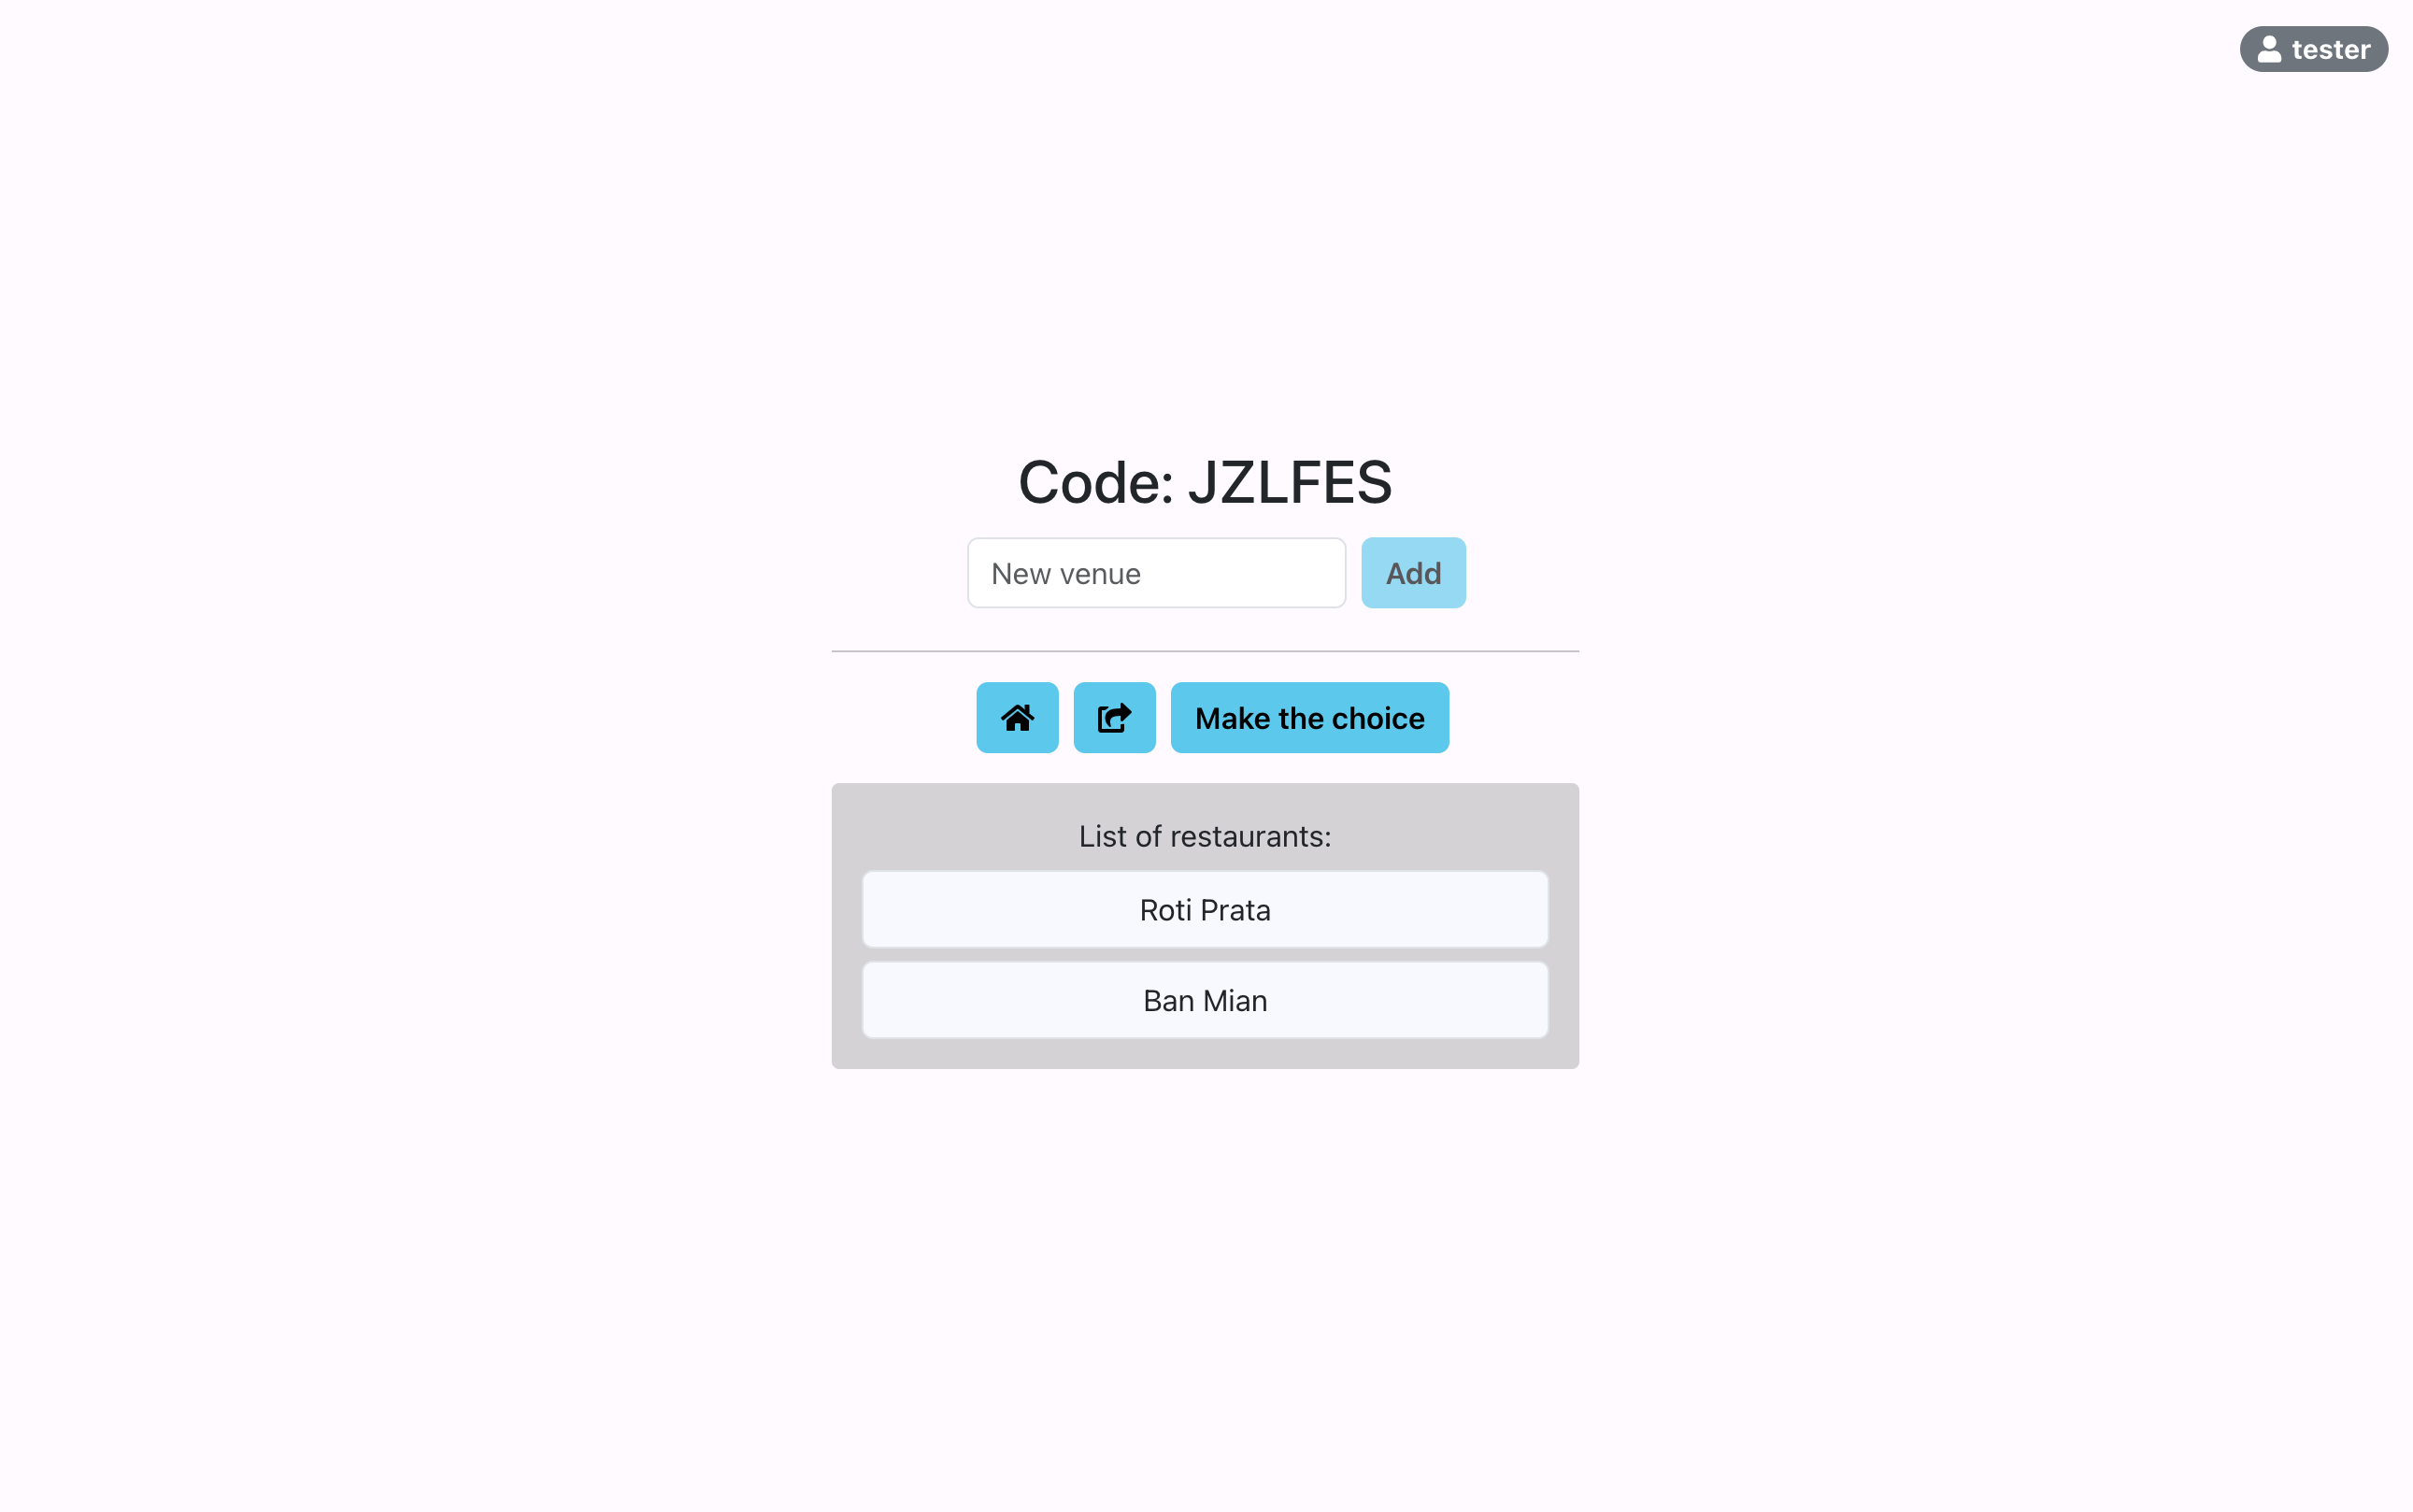 tester
Code: JZLFES
New venue
Add
Make the choice
List of restaurants:
Roti Prata
Ban Mian